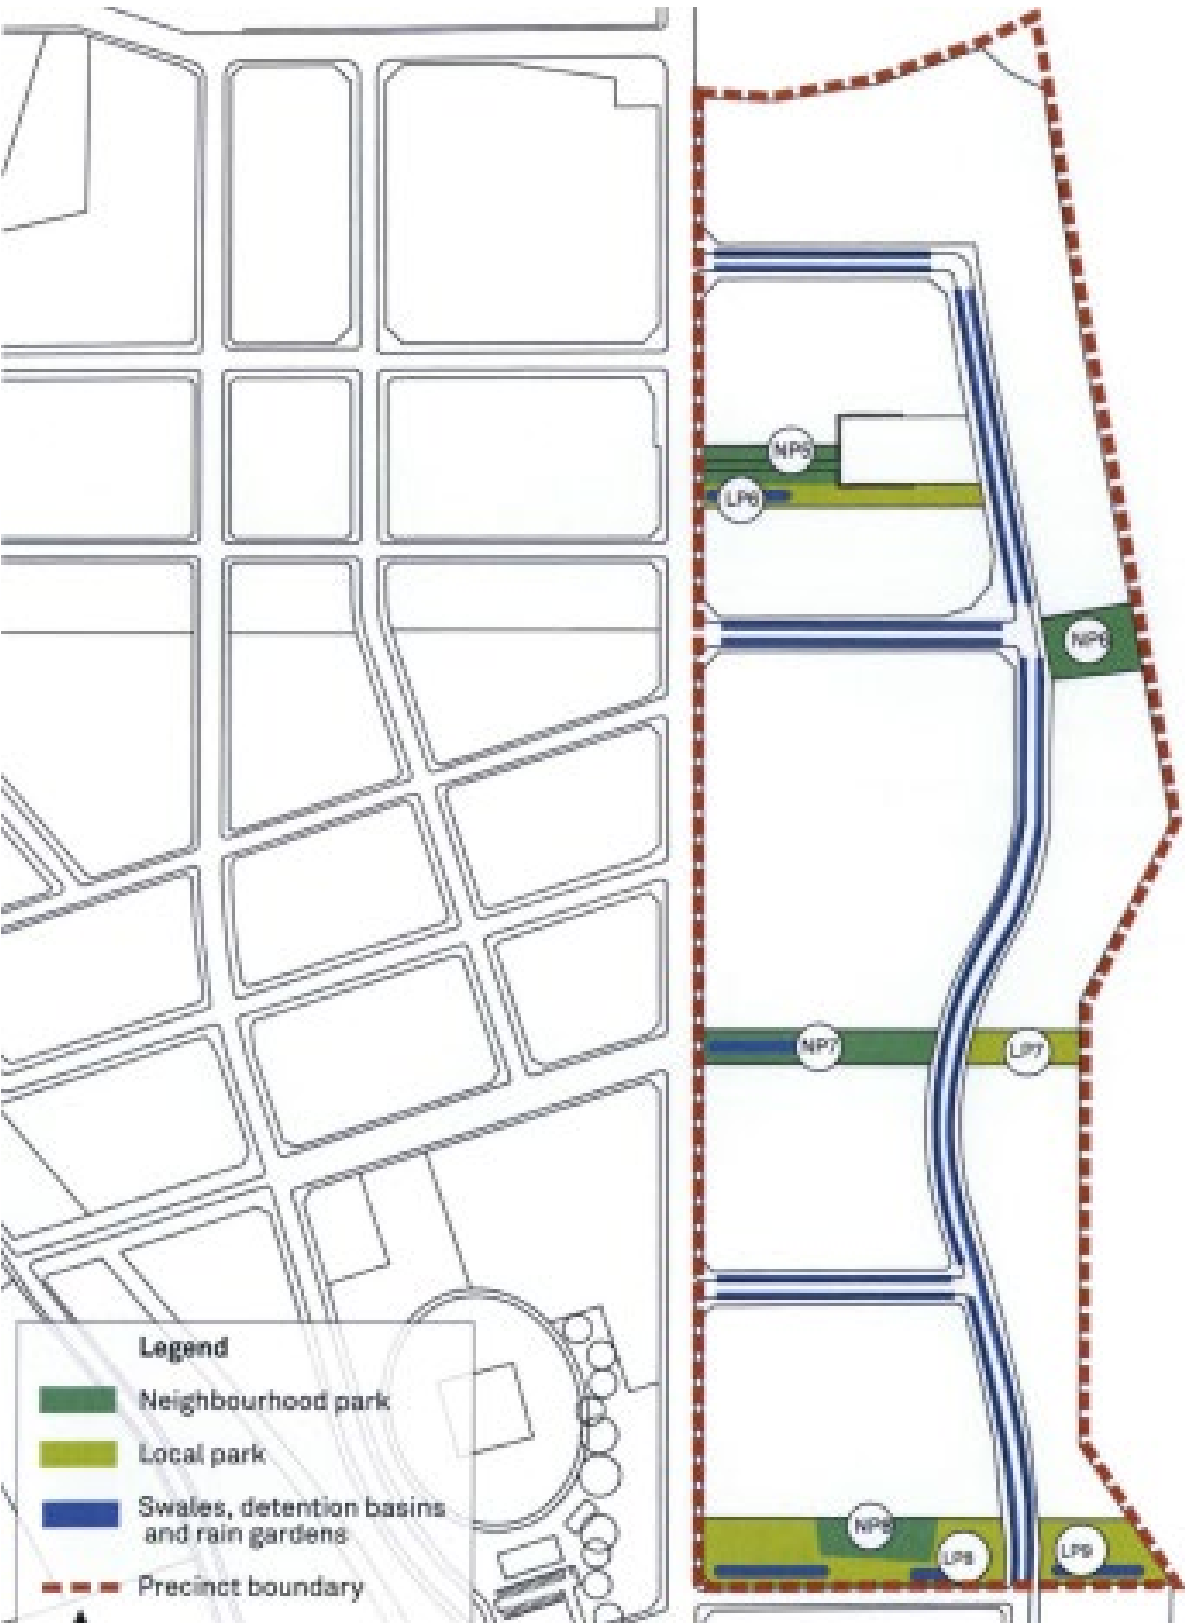 NP5
LP6
NP6
NP7
LP7
NP8
LP8
LP9
Legend
Neighbourhood park
Local park
Swales, detention basins
and rain gardens
Precinct boundary